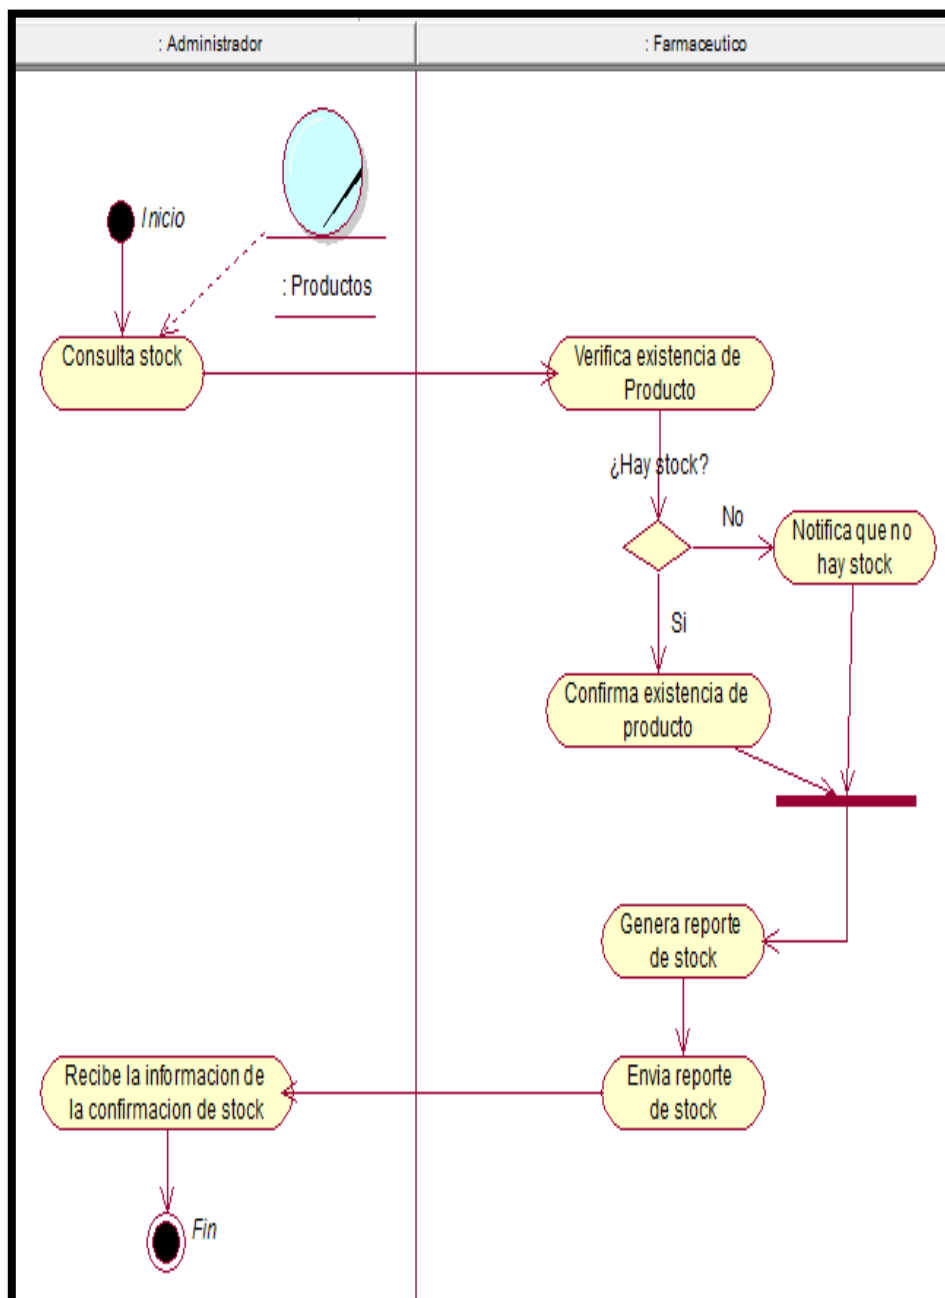 : Administrador
: Farmaceutico
Inicio
: Productos
Consulta stock
Verifica existencia de
Producto
¿Hay stock?
No
Notifica que no
hay stock
Si
Confirma existencia de
producto
Genera reporte
de stock
Recibe la informacion de
la confirmacion de stock
Envia reporte
de stock
Fin